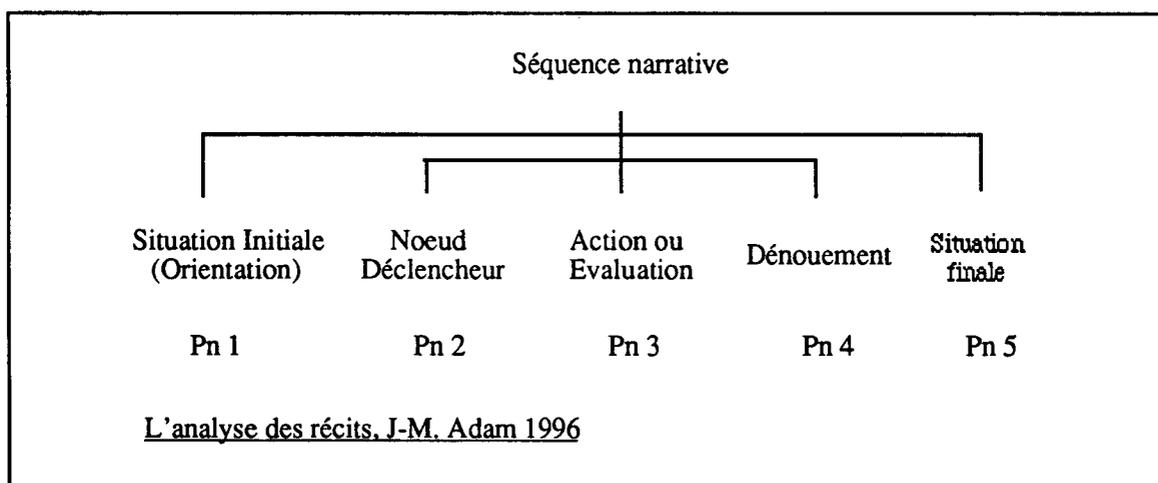 Séquence narrative
Situation Initiale
(Orientation)
Noeud
Déclencheur
Action ou
Evaluation
Dénouement
Situation
finale
Pn 1
Pn 2
Pn 3
Pn 4
Pn 5
L'analyse des récits, J-M. Adam 1996